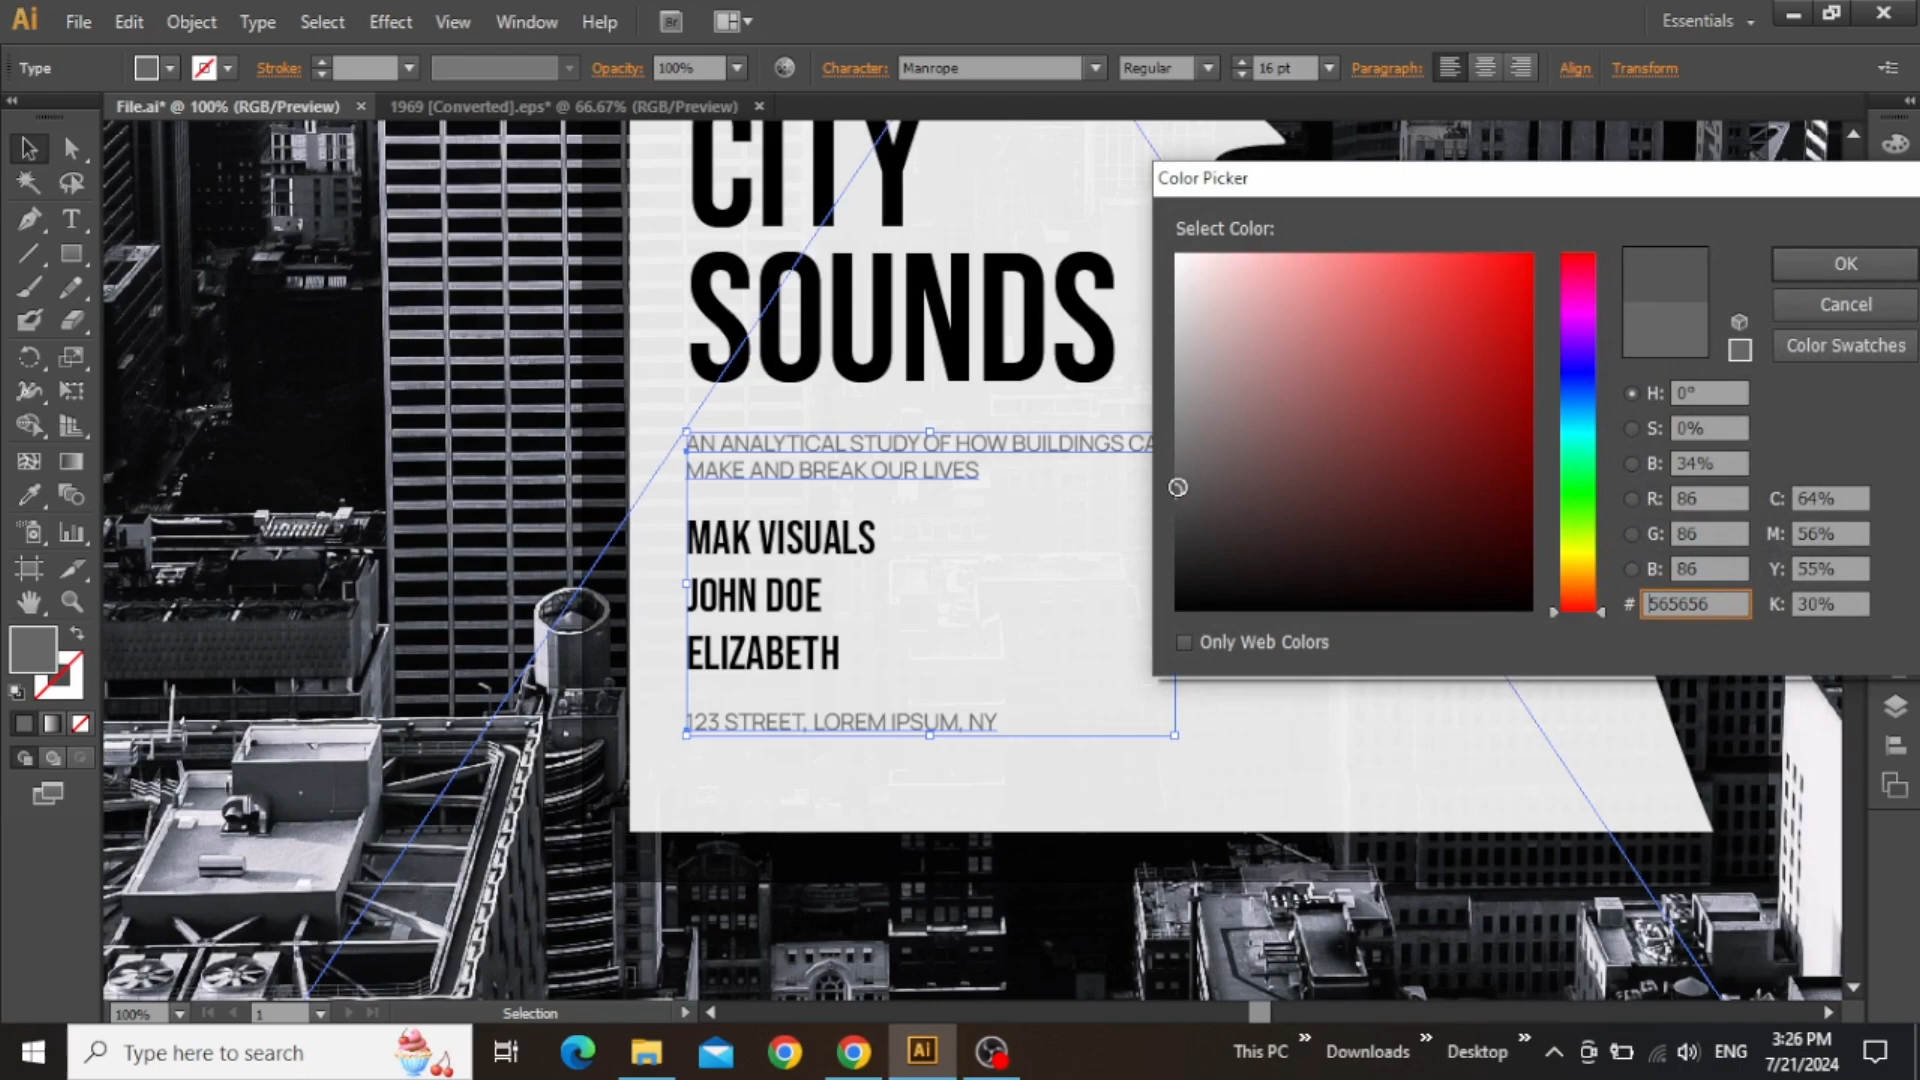 Ai File Edit Object Type Select Effect View Window Help Br Essentials
Type Stroke: Opacity: 100% Character: Manrope Regular 16 pt Paragraph: Align Transform
File.ai* @ 100% (RGB/Preview) × 1969 [Converted].eps* @ 66.67% (RGB/Preview) ×
CITY
SOUNDS
AN ANALYTICAL STUDY OF HOW BUILDINGS CA
MAKE AND BREAK OUR LIVES
MAK VISUALS
JOHN DOE
ELIZABETH
123 STREET, LOREM IPSUM, NY
Color Picker
Select Color:
OK
Cancel
Color Swatches
H: 0°
S: 0%
B: 34%
R: 86 C: 64%
G: 86 M: 56%
B: 86 Y: 55%
# 565656 K: 30%
Only Web Colors
100% 1 Selection
Type here to search Ai This PC » Downloads » Desktop » ENG 3:26 PM
7/21/2024